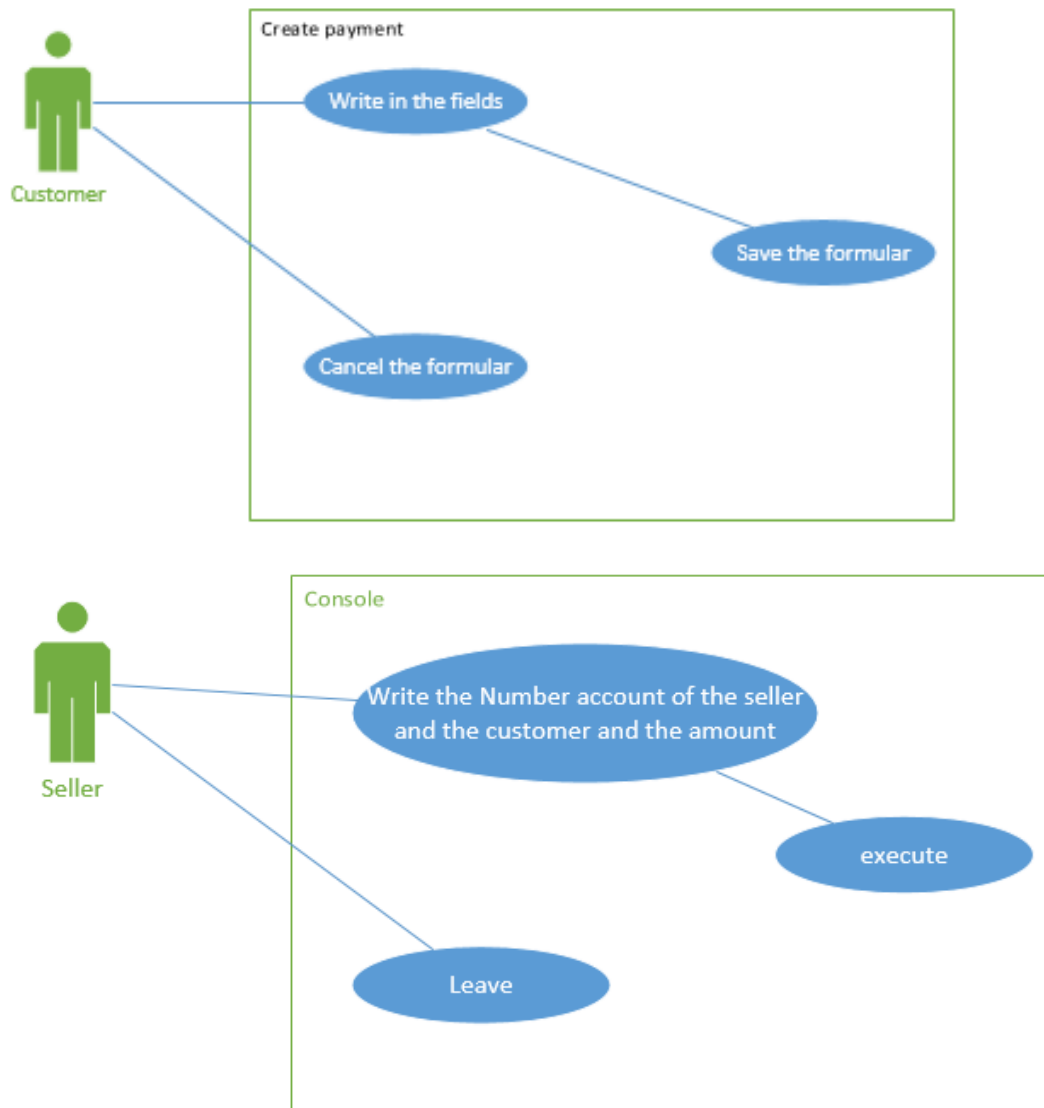 Create payment
Write in the fields
Customer
Save the formular
Cancel the formular
Console
Write the Number account of the seller
and the customer and the amount
Seller
execute
Leave